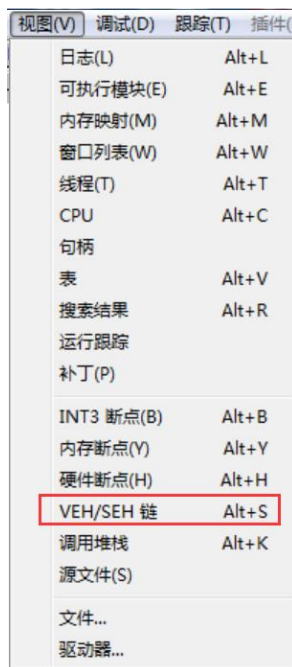 视图(V) 调试(D) 跟踪(T) 插件(
日志(L) Alt+L
可执行模块(E) Alt+E
内存映射(M) Alt+M
窗口列表(W) Alt+W
线程(T) Alt+T
CPU Alt+C
句柄
表 Alt+V
搜索结果 Alt+R
运行跟踪
补丁(P)
INT3 断点(B) Alt+B
内存断点(Y) Alt+Y
硬件断点(H) Alt+H
VEH/SEH 链 Alt+S
调用堆栈 Alt+K
源文件(S)
文件...
驱动器...